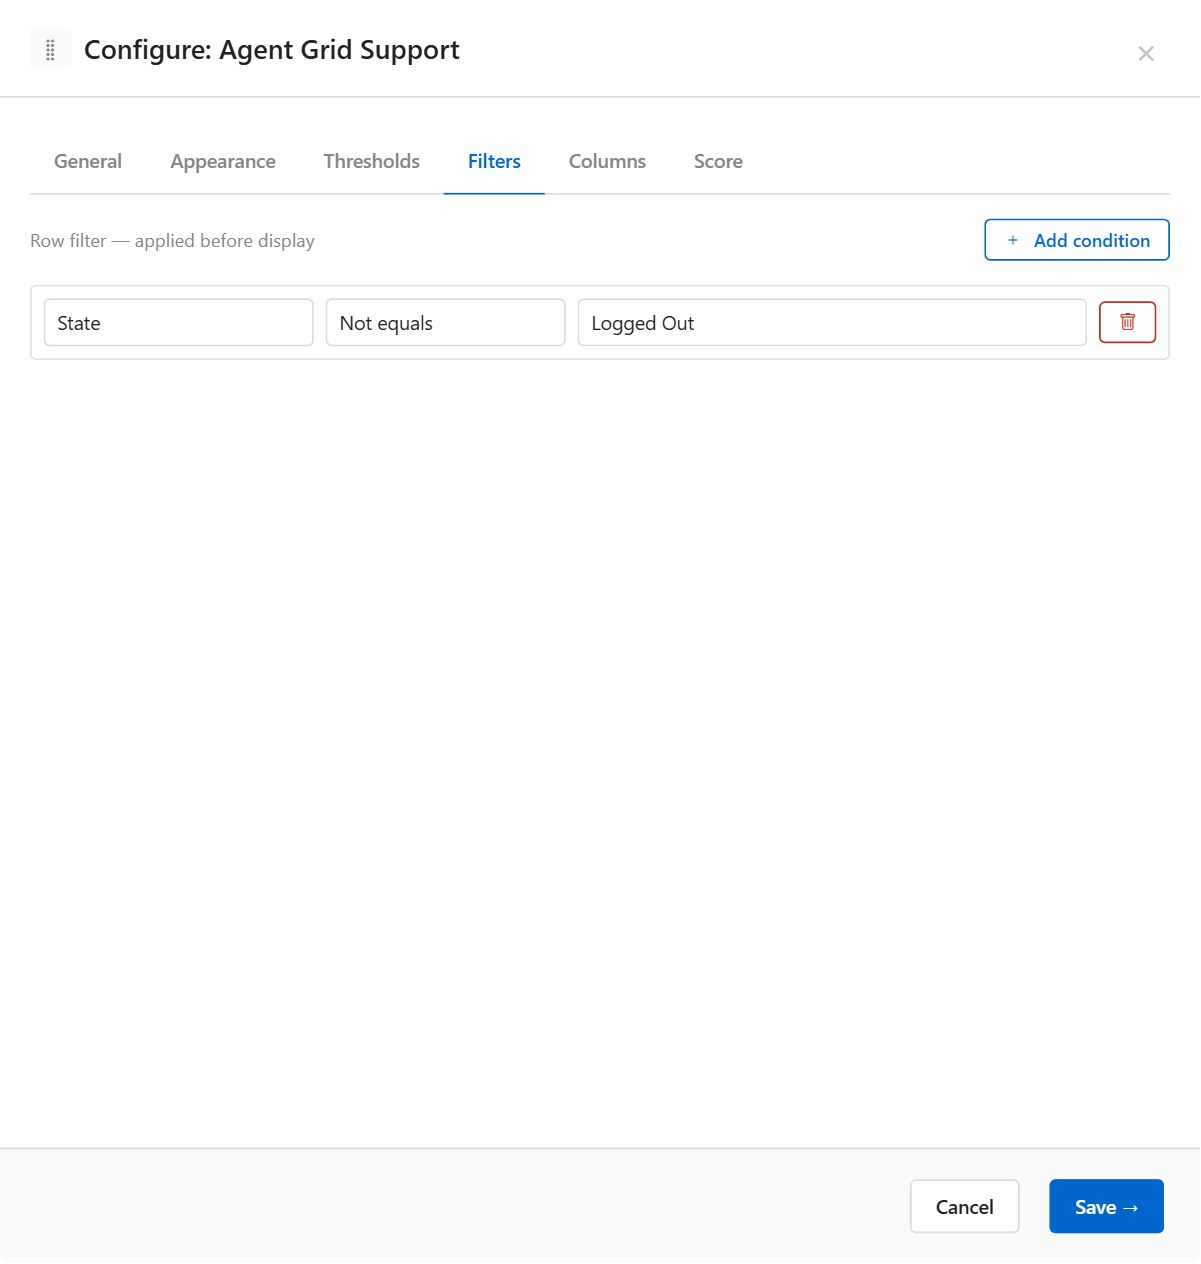 Configure: Agent Grid Support
General Appearance Thresholds Filters Columns Score
Row filter — applied before display
+ Add condition
State Not equals Logged Out
Cancel Save →